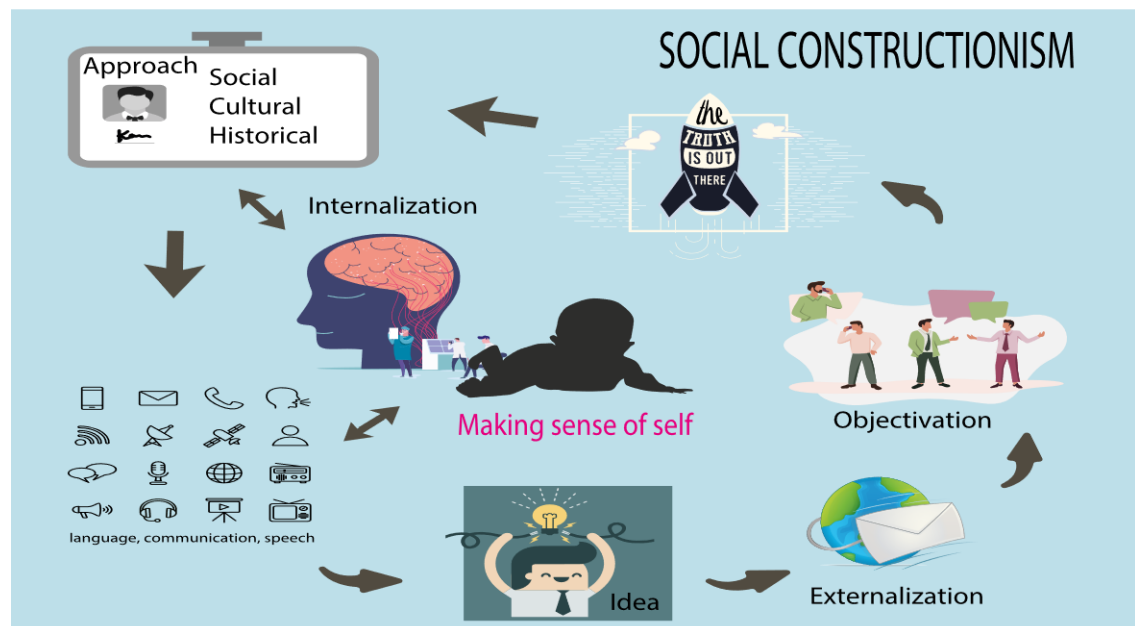 SOCIAL CONSTRUCTIONISM
Approach
Social
Cultural
Historical
Ken
the
TRUTH
IS OUT
THERE
Internalization
Making sense of self
Objectivation
language, communication, speech
Idea
Externalization